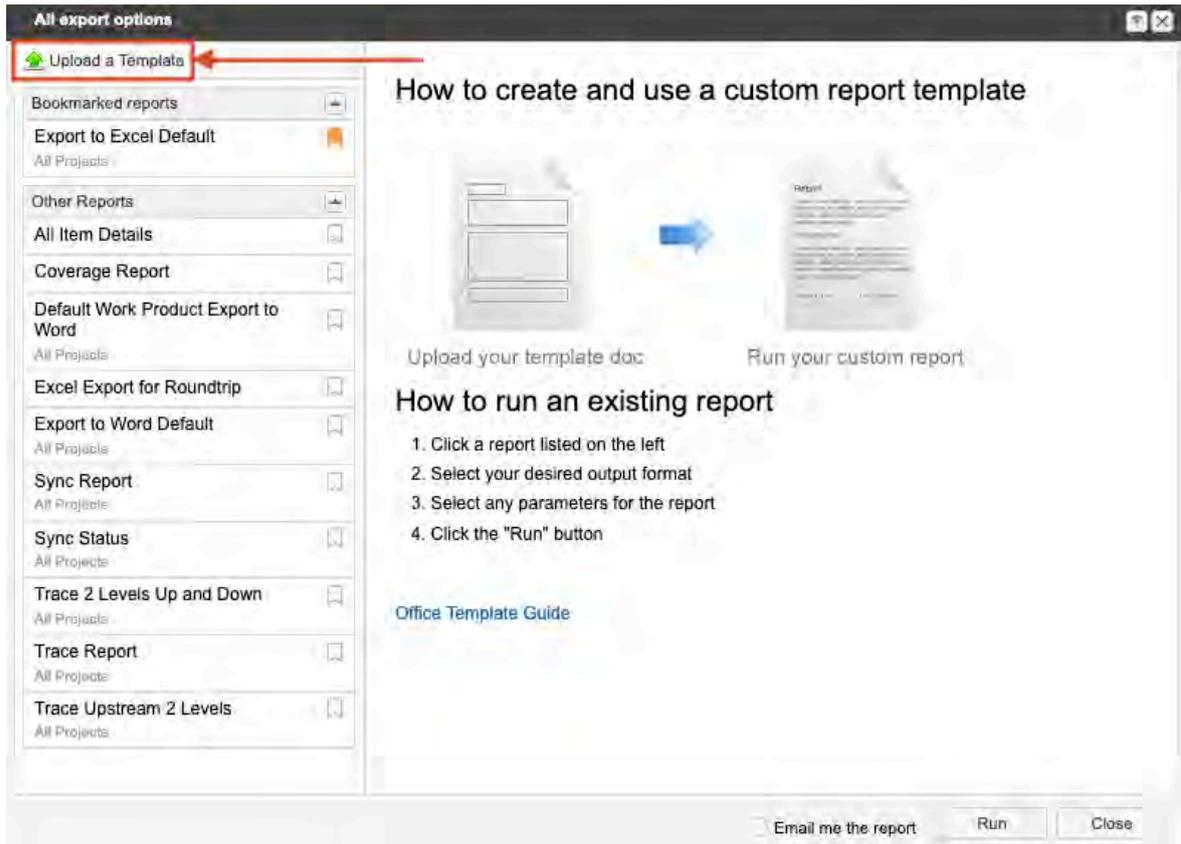 All export options
Upload a Template
Bookmarked reports
Export to Excel Default
All Projects
Other Reports
All Item Details
Coverage Report
Default Work Product Export to
Word
All Projects
Excel Export for Roundtrip
Export to Word Default
All Projects
Sync Report
All Projects
Sync Status
All Projects
Trace 2 Levels Up and Down
All Projects
Trace Report
All Projects
Trace Upstream 2 Levels
All Projects
How to create and use a custom report template
Report
Upload your template doc
Run your custom report
How to run an existing report
1. Click a report listed on the left
2. Select your desired output format
3. Select any parameters for the report
4. Click the "Run" button
Office Template Guide
Email me the report
Run
Close